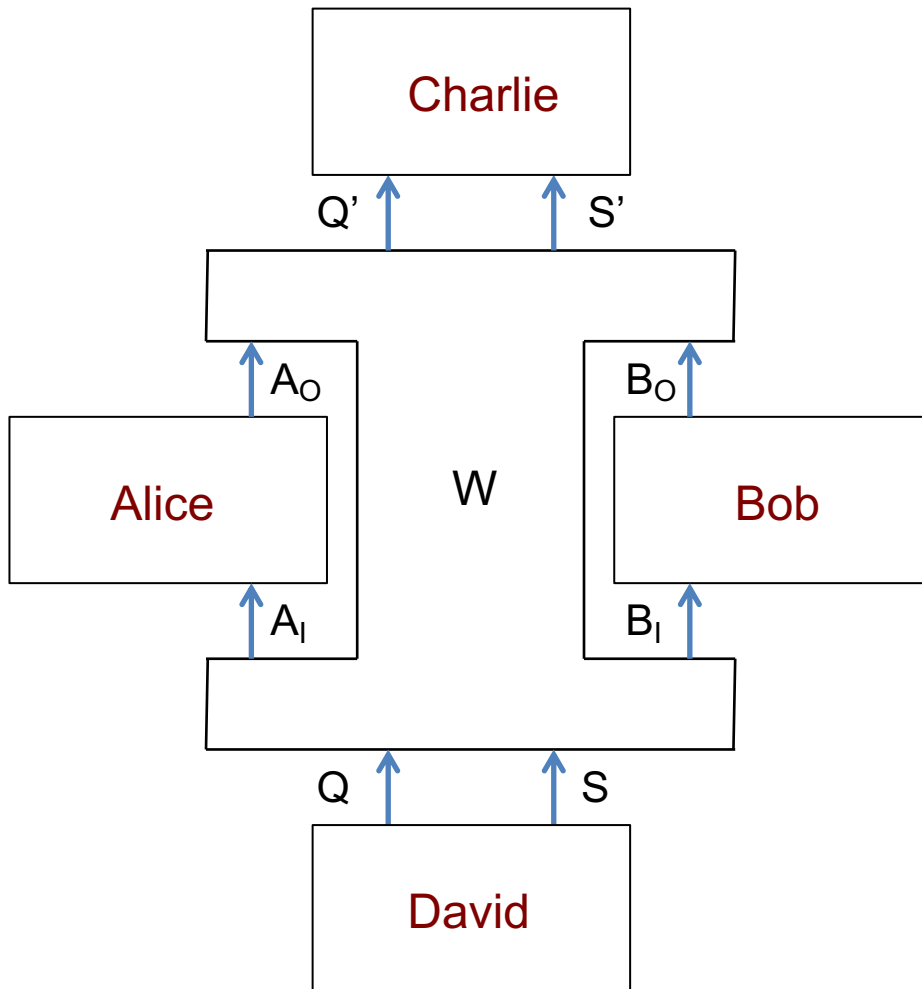 Charlie
Q’ S’
A_O B_O
Alice W Bob
A_I B_I
Q S
David